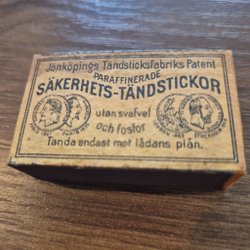 Jönköpings Tändsticksfabriks Patent
PARAFFINERADE
SÄKERHETS-TÄNDSTICKOR
utan svafvel
och fosfor
Tända endast mot lådans plån.